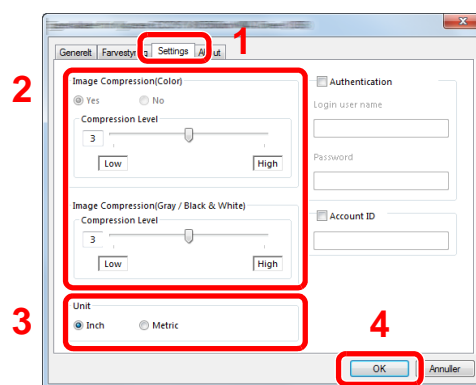 1
Generelt Farvestyring Settings About
2
Image Compression(Color)
Yes No
Compression Level
3
Low High
Image Compression(Gray / Black & White)
Compression Level
3
Low High
Authentication
Login user name
Password
Account ID
3
Unit
Inch Metric
4
OK Annuller